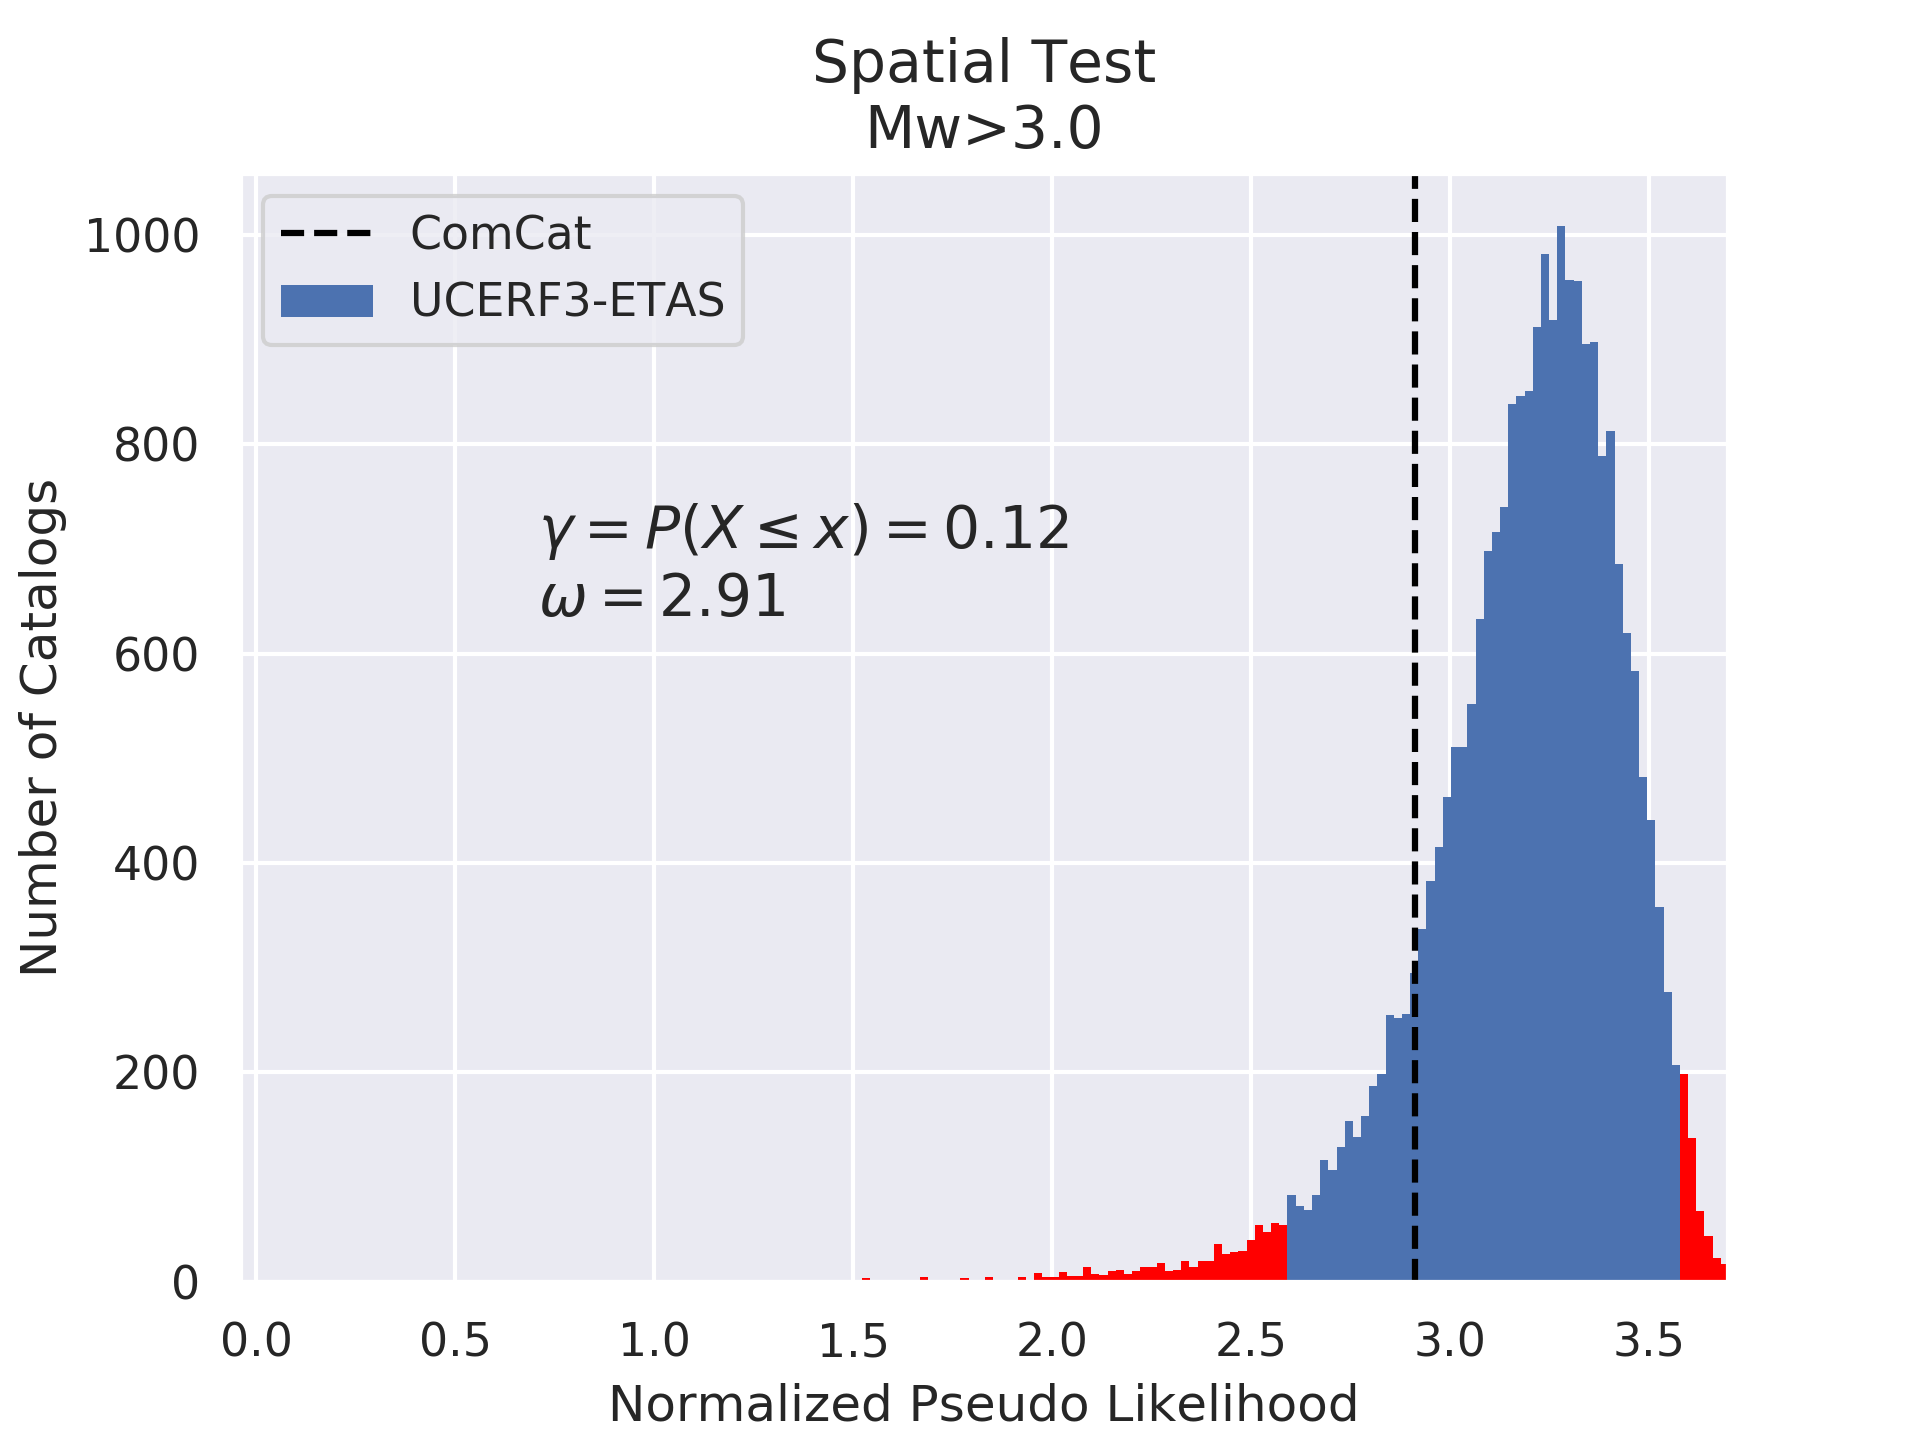 Spatial Test
Mw>3.0
ComCat
UCERF3-ETAS
γ = P(X ≤ x) = 0.12
ω = 2.91
Number of Catalogs
1000
800
600
400
200
0
0.0 0.5 1.0 1.5 2.0 2.5 3.0 3.5
Normalized Pseudo Likelihood